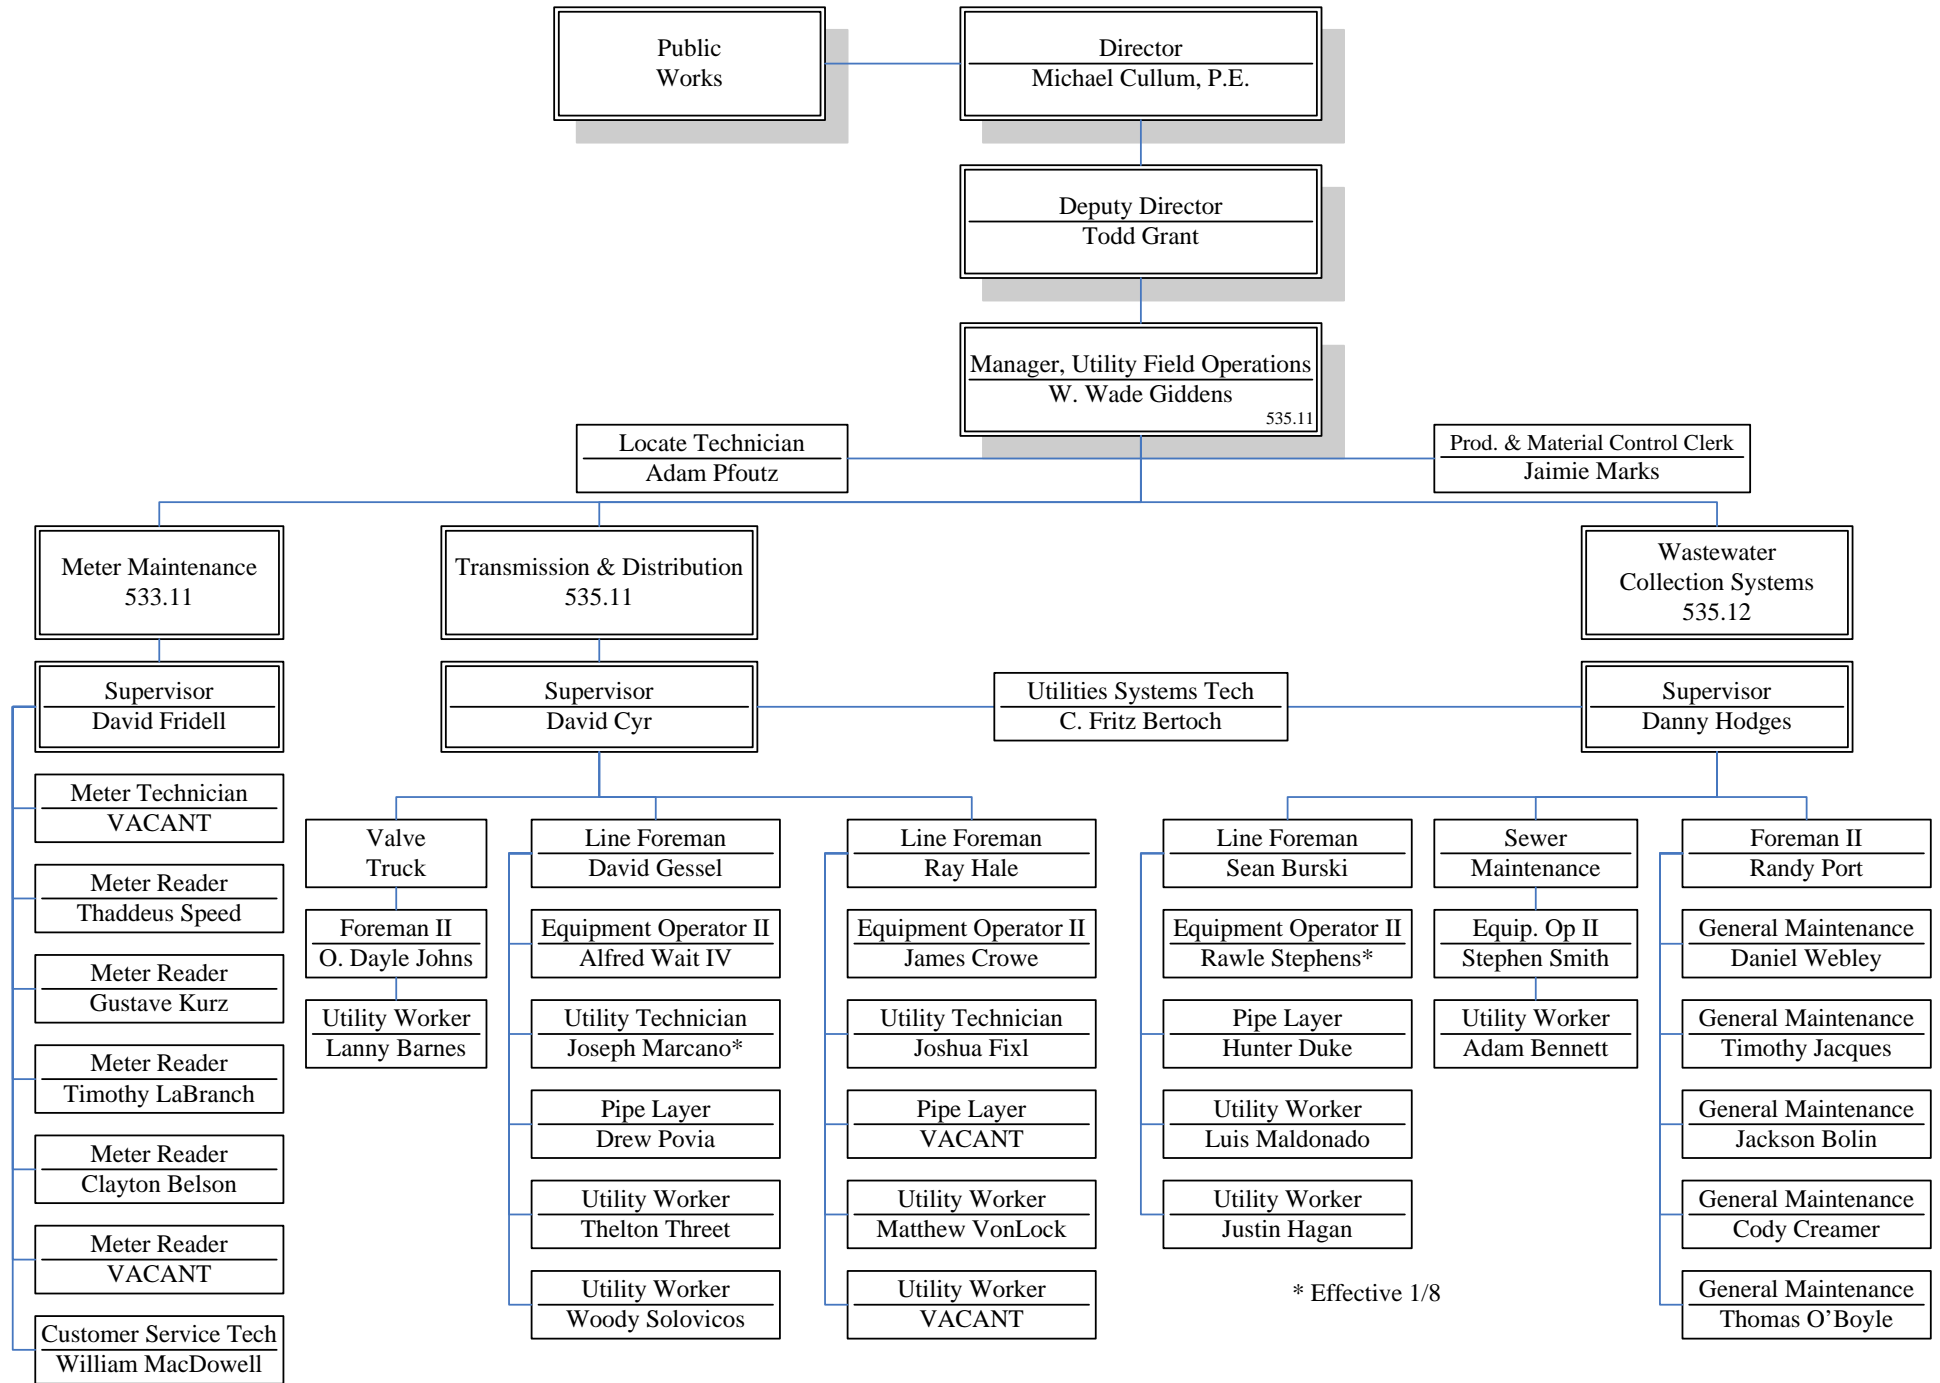 Public
Works
Director
Michael Cullum, P.E.
Deputy Director
Todd Grant
Manager, Utility Field Operations
W. Wade Giddens
535.11
Locate Technician
Adam Pfoutz
Prod. & Material Control Clerk
Jaimie Marks
Meter Maintenance
533.11
Transmission & Distribution
535.11
Wastewater
Collection Systems
535.12
Supervisor
David Fridell
Supervisor
David Cyr
Utilities Systems Tech
C. Fritz Bertoch
Supervisor
Danny Hodges
Meter Technician
VACANT
Meter Reader
Thaddeus Speed
Meter Reader
Gustave Kurz
Meter Reader
Timothy LaBranch
Meter Reader
Clayton Belson
Meter Reader
VACANT
Customer Service Tech
William MacDowell
Valve
Truck
Foreman II
O. Dayle Johns
Utility Worker
Lanny Barnes
Line Foreman
David Gessel
Equipment Operator II
Alfred Wait IV
Utility Technician
Joseph Marcano*
Pipe Layer
Drew Povia
Utility Worker
Thelton Threet
Utility Worker
Woody Solovicos
Line Foreman
Ray Hale
Equipment Operator II
James Crowe
Utility Technician
Joshua Fixl
Pipe Layer
VACANT
Utility Worker
Matthew VonLock
Utility Worker
VACANT
Line Foreman
Sean Burski
Equipment Operator II
Rawle Stephens*
Pipe Layer
Hunter Duke
Utility Worker
Luis Maldonado
Utility Worker
Justin Hagan
Sewer
Maintenance
Equip. Op II
Stephen Smith
Utility Worker
Adam Bennett
Foreman II
Randy Port
General Maintenance
Daniel Webley
General Maintenance
Timothy Jacques
General Maintenance
Jackson Bolin
General Maintenance
Cody Creamer
General Maintenance
Thomas O'Boyle
* Effective 1/8